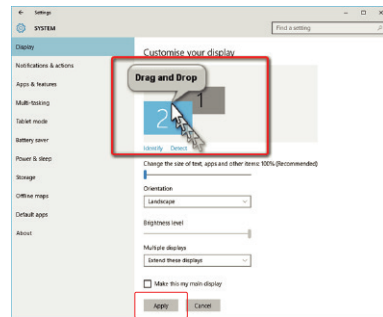 Settings
SYSTEM
Find a setting
Display
Notifications & actions
Apps & features
Multi-tasking
Tablet mode
Battery saver
Power & sleep
Storage
Offline maps
Default apps
About
Customise your display
Drag and Drop
1
2
Identify Detect
Change the size of text, apps and other items: 100% (Recommended)
Orientation
Landscape
Brightness level
Multiple displays
Extend these displays
Make this my main display
Apply Cancel